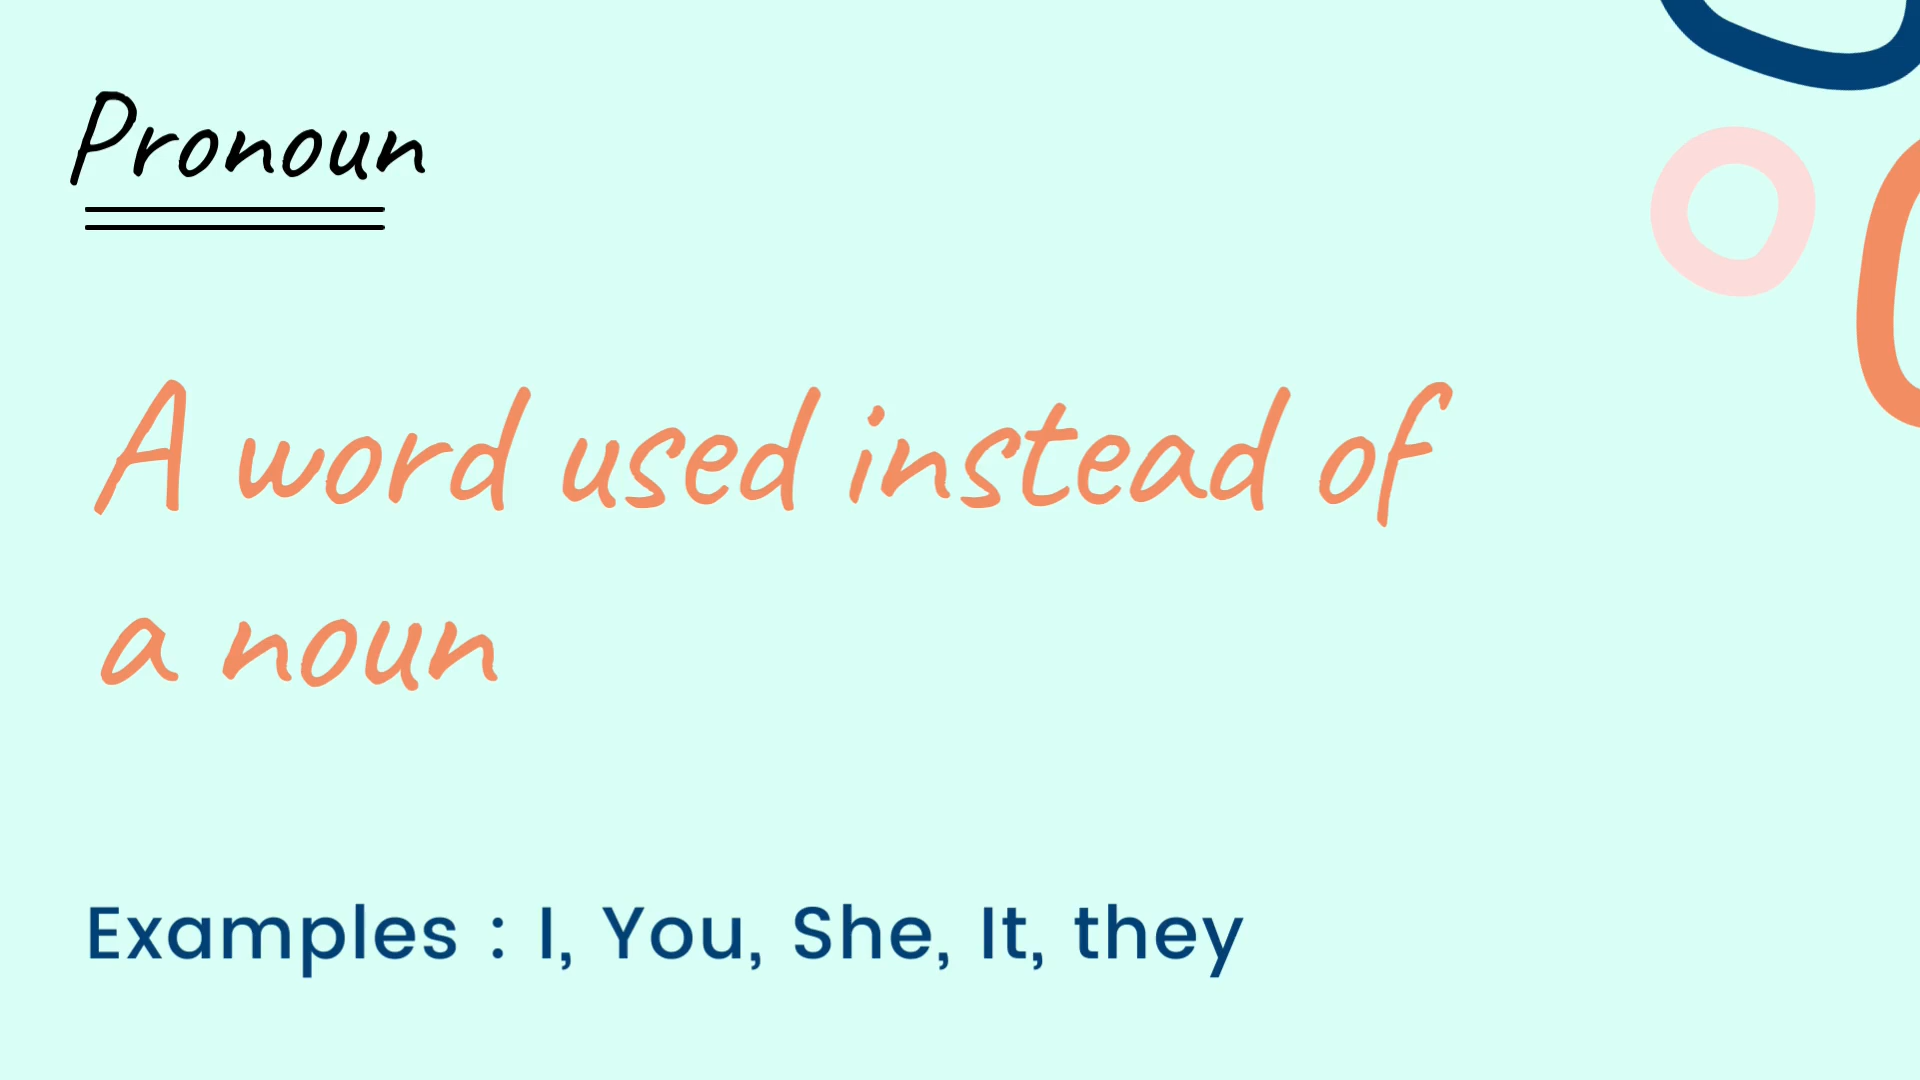 Pronoun
A word used instead of
a noun
Examples : I, You, She, It, they